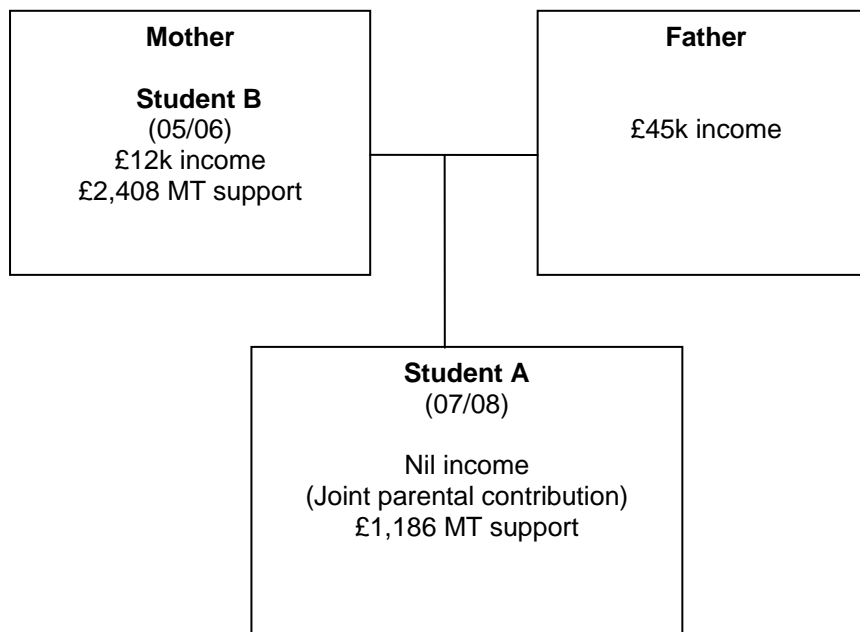 Mother
Student B
(05/06)
£12k income
£2,408 MT support
Father
£45k income
Student A
(07/08)
Nil income
(Joint parental contribution)
£1,186 MT support